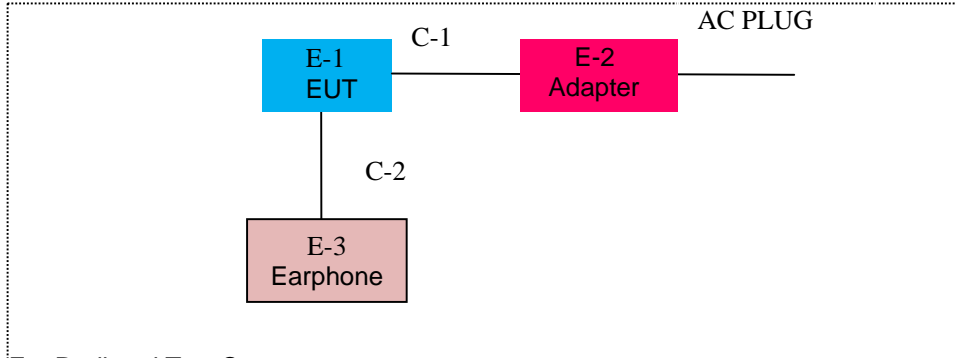 AC PLUG
C-1
E-1
EUT
E-2
Adapter
C-2
E-3
Earphone